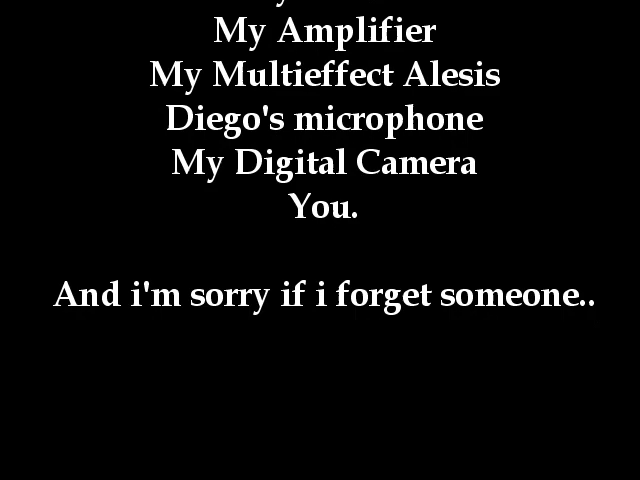 My Amplifier
My Multieffect Alesis
Diego's microphone
My Digital Camera
You.
And i'm sorry if i forget someone..